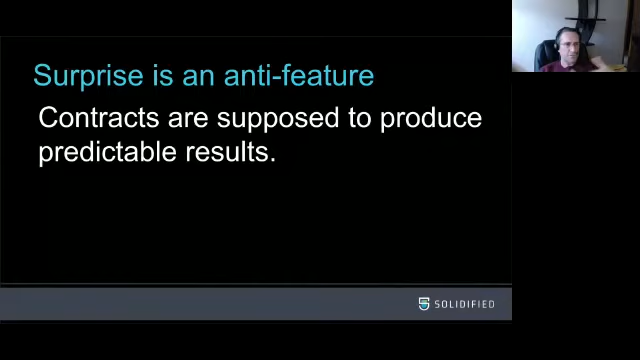 Surprise is an anti-feature
Contracts are supposed to produce
predictable results.
SOLIDIFIED